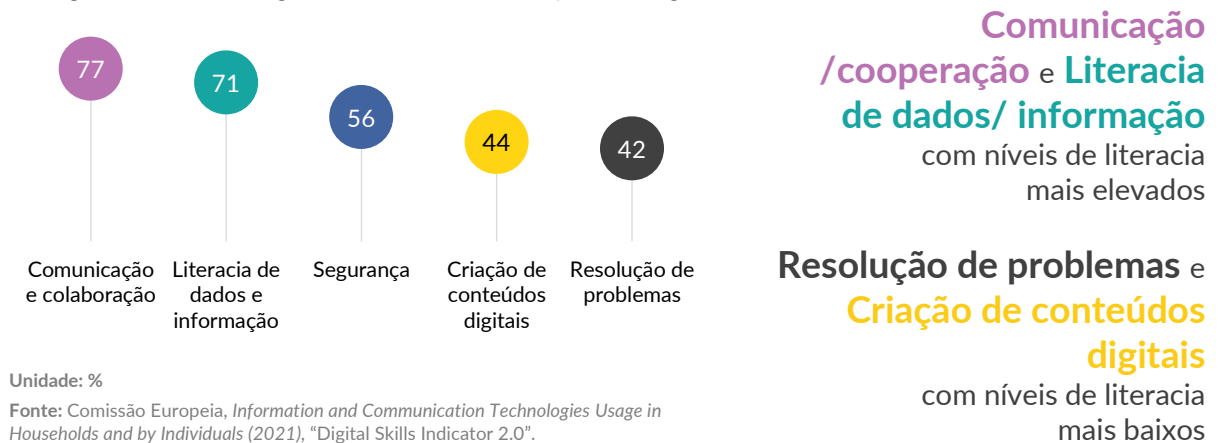 77
71
56
44
42
Comunicação
e colaboração
Literacia de
dados e
informação
Segurança
Criação de
conteúdos
digitais
Resolução de
problemas
Unidade: %
Fonte: Comissão Europeia, Information and Communication Technologies Usage in
Households and by Individuals (2021), “Digital Skills Indicator 2.0”.
Comunicação
/cooperação e Literacia
de dados/ informação
com níveis de literacia
mais elevados
Resolução de problemas e
Criação de conteúdos
digitais
com níveis de literacia
mais baixos